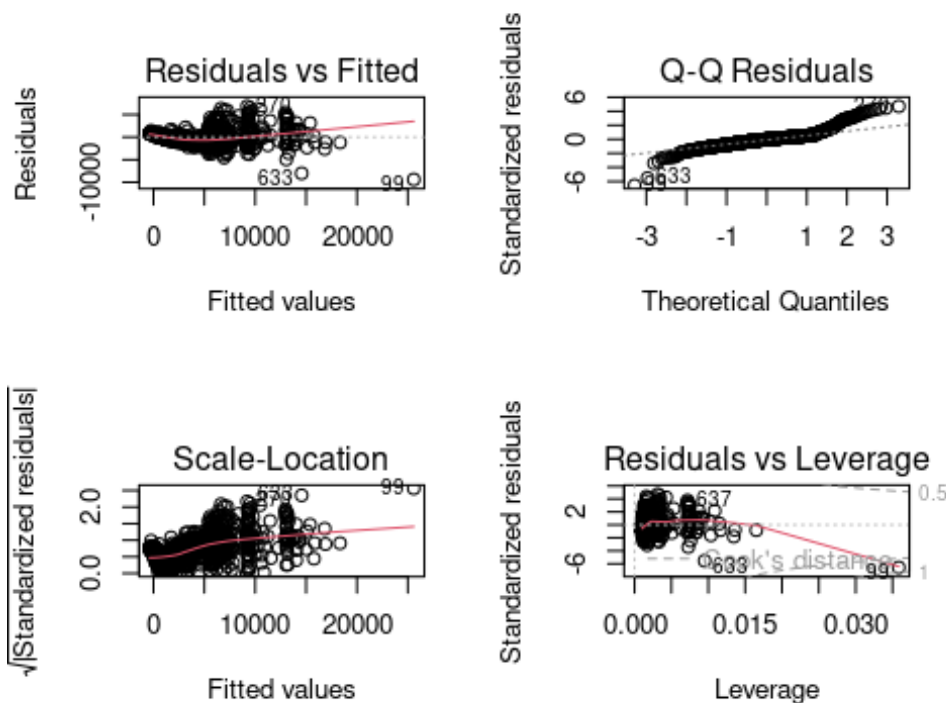 Residuals vs Fitted
Residuals
-10000
633
99
0 10000 20000
Fitted values
Q-Q Residuals
Standardized residuals
-6 0 6
633
-3 -1 1 2 3
Theoretical Quantiles
Scale-Location
√|Standardized residuals|
0.0 2.0
99
0 10000 20000
Fitted values
Residuals vs Leverage
Standardized residuals
-6 2
637
0.5
Cook's distance
633
99
1
0.000 0.015 0.030
Leverage